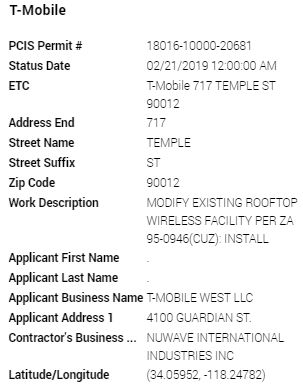 T-Mobile
PCIS Permit # 18016-10000-20681
Status Date 02/21/2019 12:00:00 AM
ETC T-Mobile 717 TEMPLE ST
90012
Address End 717
Street Name TEMPLE
Street Suffix ST
Zip Code 90012
Work Description MODIFY EXISTING ROOFTOP
WIRELESS FACILITY PER ZA
95-0946(CUZ): INSTALL
Applicant First Name .
Applicant Last Name .
Applicant Business Name T-MOBILE WEST LLC
Applicant Address 1 4100 GUARDIAN ST.
Contractor's Business ... NUWAVE INTERNATIONAL
INDUSTRIES INC
Latitude/Longitude (34.05952, -118.24782)